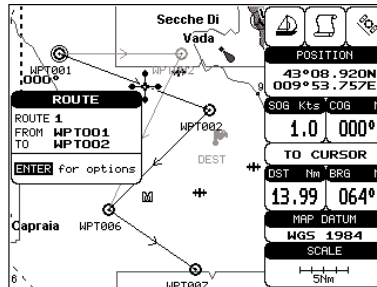 Secche Di
Vada
WPT001
WPT002
000°
ROUTE
ROUTE 1
FROM WPT001
TO WPT002
ENTER for options
WPT002
DEST
M
Capraia
WPT006
WPT007
POSITION
43°08.920N
009°53.757E
SOG Kts COG
1.0 000°
TO CURSOR
DST Nm BRG
13.99 064°
MAP DATUM
WGS 1984
SCALE
5Nm